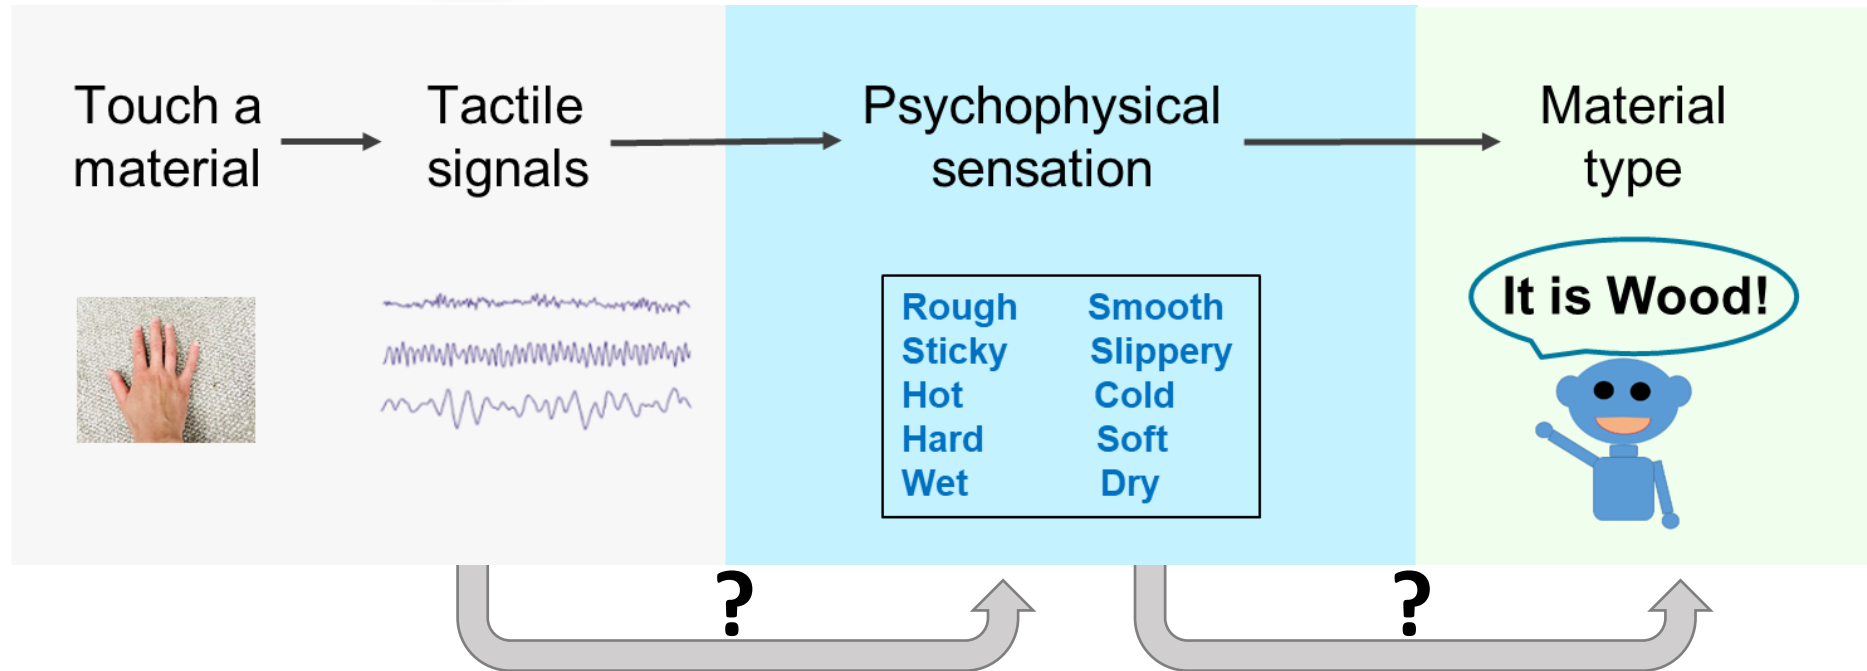 Touch a
material
Tactile
signals
Psychophysical
sensation
Material
type
Rough Smooth
Sticky Slippery
Hot Cold
Hard Soft
Wet Dry
It is Wood!
?
?